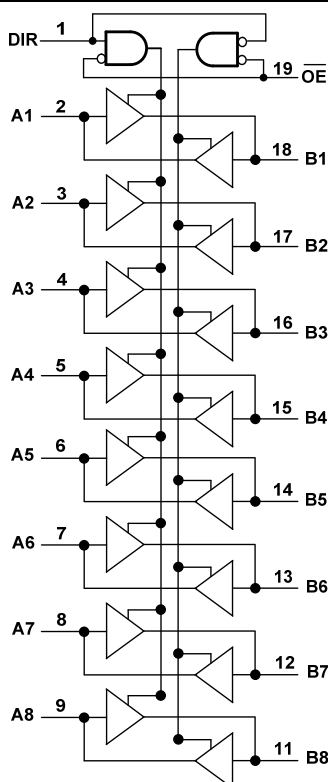 DIR 1
19 OE
A1 2
18 B1
A2 3
17 B2
A3 4
16 B3
A4 5
15 B4
A5 6
14 B5
A6 7
13 B6
A7 8
12 B7
A8 9
11 B8